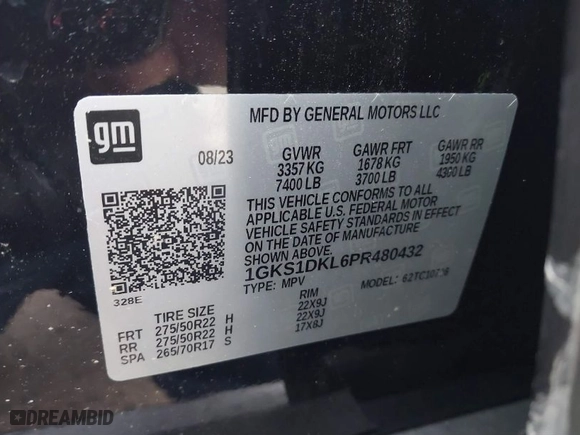 MFD BY GENERAL MOTORS LLC
gm
08/23
GVWR GAWR FRT GAWR RR
3357 KG 1678 KG 1950 KG
7400 LB 3700 LB 4300 LB
THIS VEHICLE CONFORMS TO ALL
APPLICABLE U.S. FEDERAL MOTOR
VEHICLE SAFETY STANDARDS IN EFFECT
ON THE DATE OF MANUFACTURE
1GKS1DKL6PR480432
TYPE: MPV MODEL:
328E
TIRE SIZE RIM
FRT 275/50R22 H 22X9J
RR 275/50R22 H 22X9J
SPA 265/70R17 S 17X8J
DREAMBID